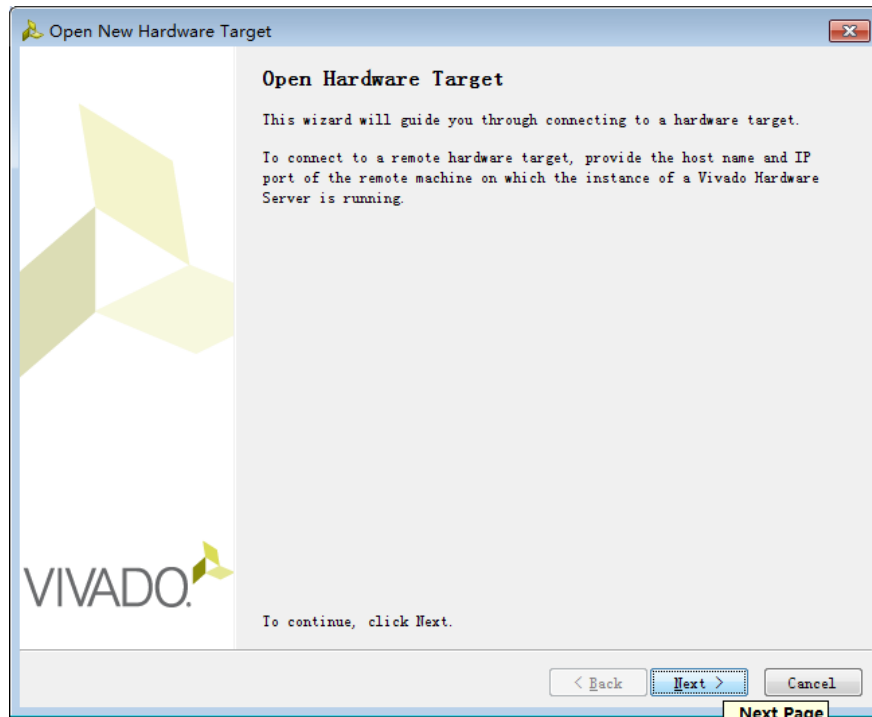 Open New Hardware Target
Open Hardware Target
This wizard will guide you through connecting to a hardware target.
To connect to a remote hardware target, provide the host name and IP
port of the remote machine on which the instance of a Vivado Hardware
Server is running.
VIVADO.
To continue, click Next.
< Back
Next >
Cancel
Next Page